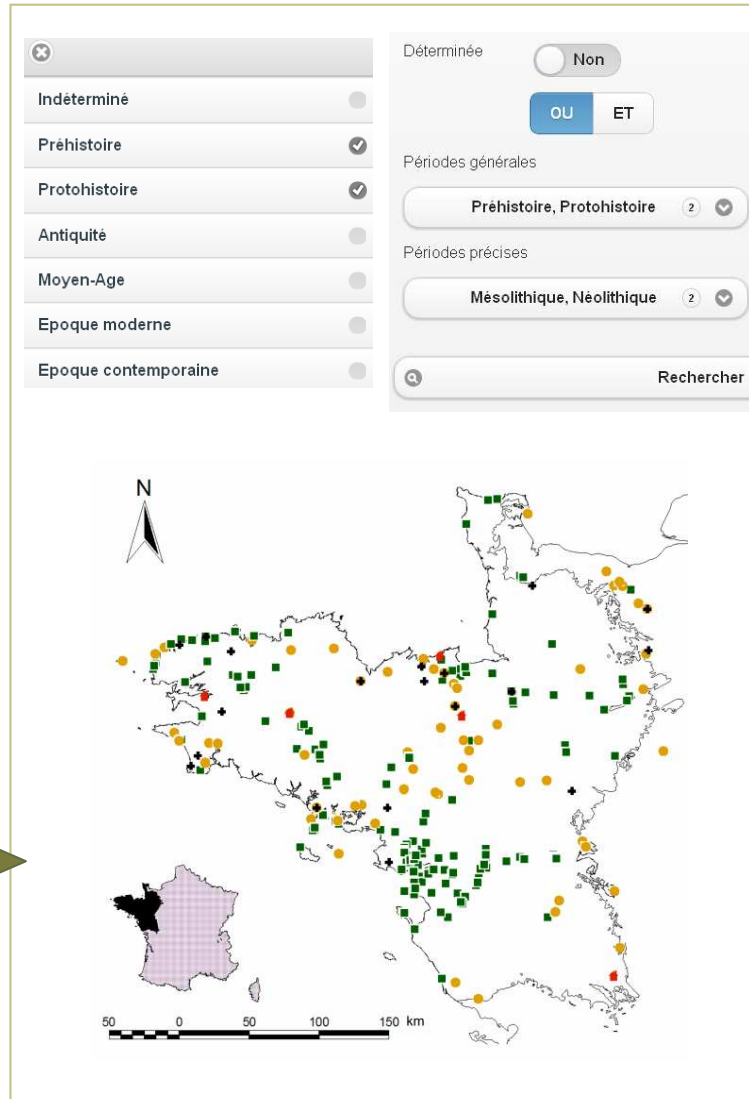 Indéterminé
Préhistoire
Protohistoire
Antiquité
Moyen-Age
Epoque moderne
Epoque contemporaine
Déterminée Non
OU ET
Périodes générales
Préhistoire, Protohistoire 2
Périodes précises
Mésolithique, Néolithique 2
Rechercher
N
50 0 50 100 150 km